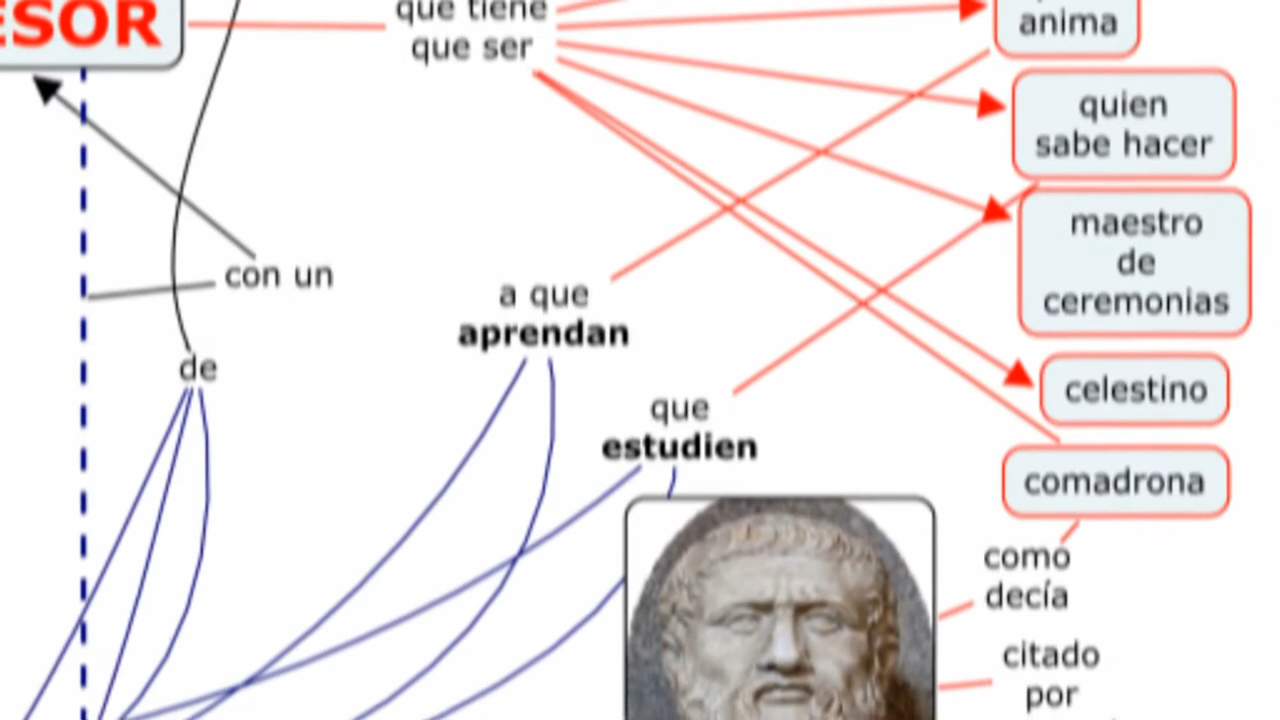 ESOR
que tiene
que ser
anima
quien
sabe hacer
maestro
de
ceremonias
con un
a que
aprendan
de
celestino
que
estudien
comadrona
como
decía
citado
por